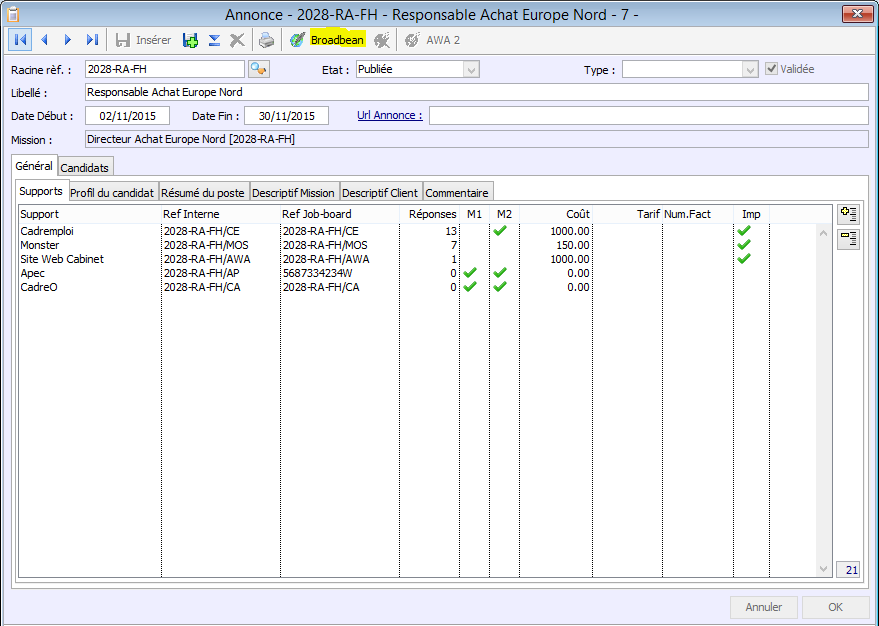 Annonce - 2028-RA-FH - Responsable Achat Europe Nord - 7 -
Insérer Broadbean AWA 2
Racine rèf. : 2028-RA-FH Etat : Publiée Type : Validée
Libellé : Responsable Achat Europe Nord
Date Début : 02/11/2015 Date Fin : 30/11/2015 Url Annonce :
Mission : Directeur Achat Europe Nord [2028-RA-FH]
Général Candidats
Supports Profil du candidat Résumé du poste Descriptif Mission Descriptif Client Commentaire
Support Ref Interne Ref Job-board Réponses M1 M2 Coût Tarif Num.Fact Imp
Cadremploi 2028-RA-FH/CE 2028-RA-FH/CE 13 1000.00
Monster 2028-RA-FH/MOS 2028-RA-FH/MOS 7 150.00
Site Web Cabinet 2028-RA-FH/AWA 2028-RA-FH/AWA 1 1000.00
Apec 2028-RA-FH/AP 5687334234W 0 0.00
CadreO 2028-RA-FH/CA 2028-RA-FH/CA 0 0.00
21
Annuler OK